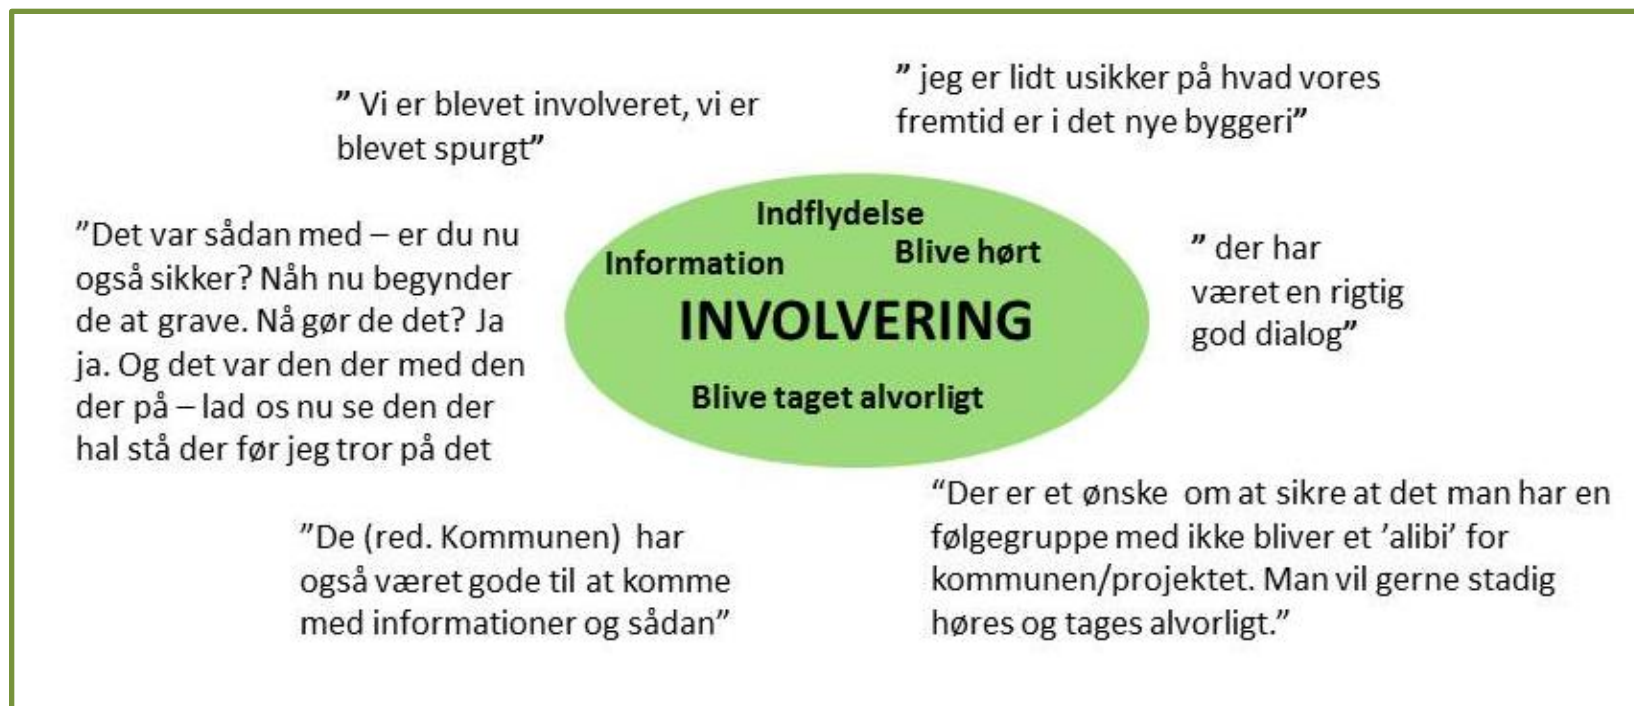 ” Vi er blevet involveret, vi er
blevet spurgt”
” jeg er lidt usikker på hvad vores
fremtid er i det nye byggeri”
”Det var sådan med – er du nu
også sikker? Nåh nu begynder
de at grave. Nå gør de det? Ja
ja. Og det var den der med den
der på – lad os nu se den der
hal stå der før jeg tror på det
Indflydelse
Information
Blive hørt
INVOLVERING
Blive taget alvorligt
” der har
været en rigtig
god dialog”
”De (red. Kommunen) har
også været gode til at komme
med informationer og sådan”
“Der er et ønske om at sikre at det man har en
følgegruppe med ikke bliver et ’alibi’ for
kommunen/projektet. Man vil gerne stadig
høres og tages alvorligt.”